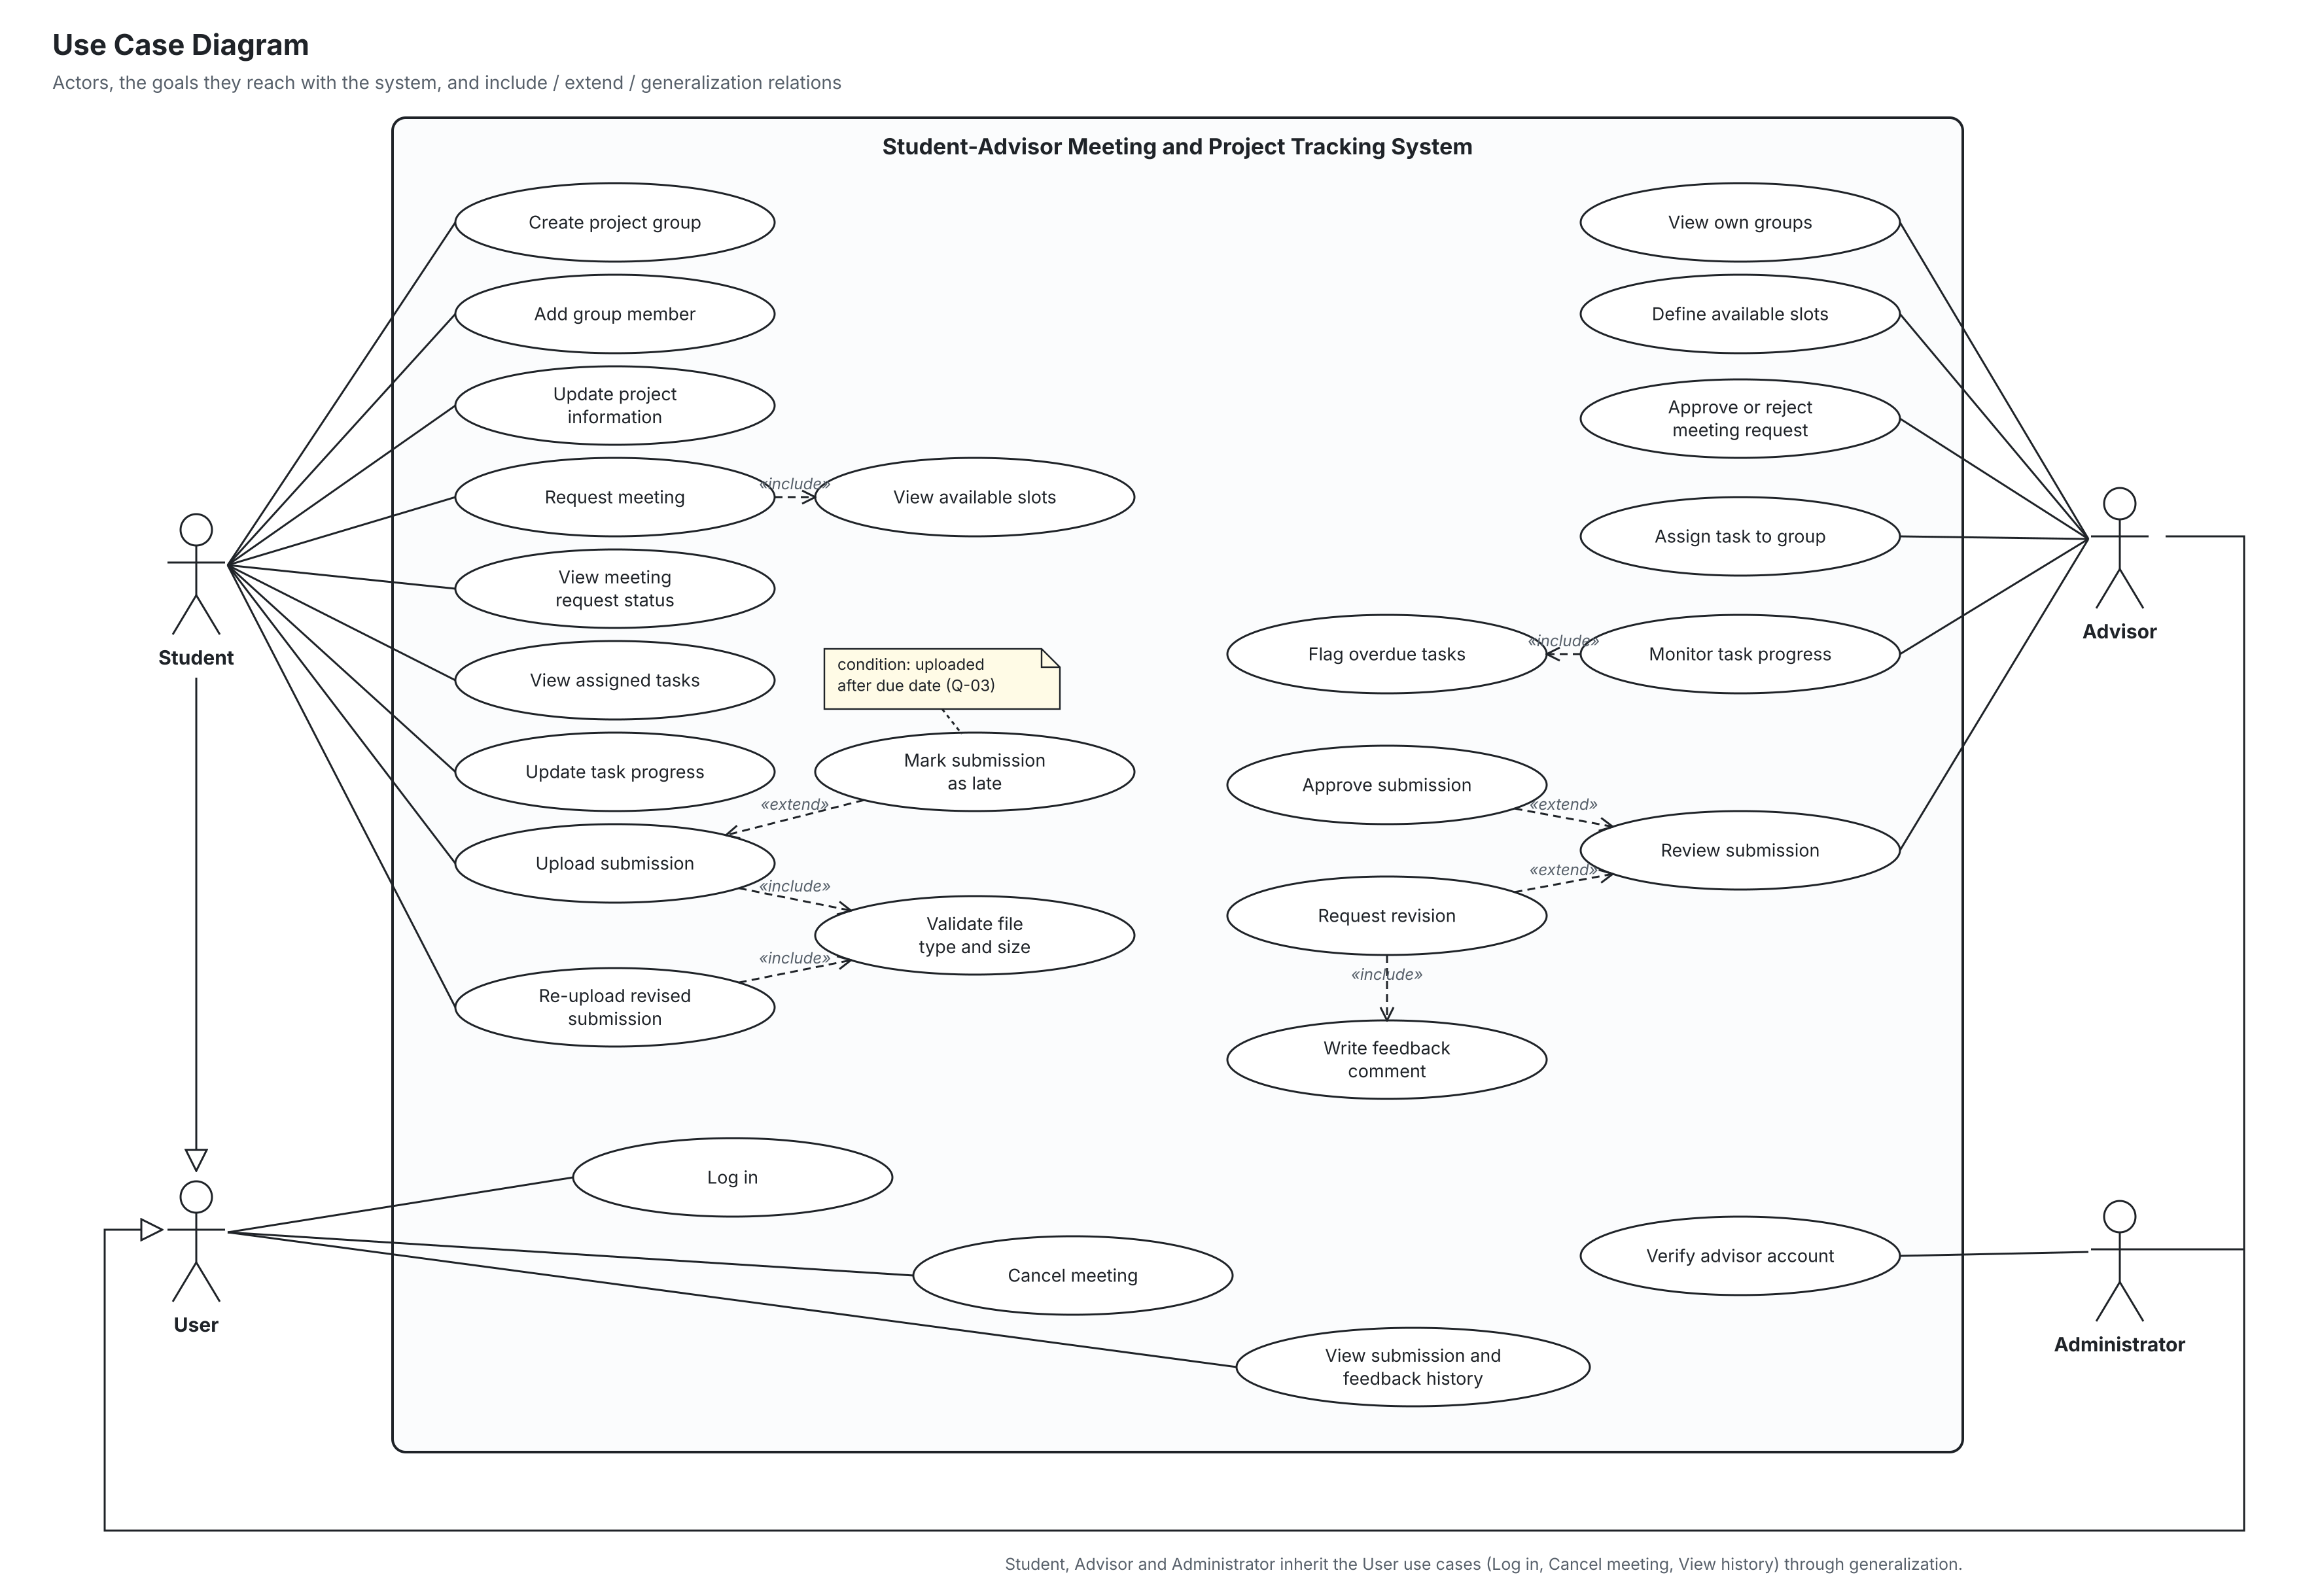 Use Case Diagram
Actors, the goals they reach with the system, and include / extend / generalization relations
Student-Advisor Meeting and Project Tracking System
Create project group
View own groups
Add group member
Define available slots
Update project
information
Approve or reject
meeting request
Request meeting
«include»
View available slots
Assign task to group
View meeting
request status
Student
Advisor
View assigned tasks
condition: uploaded
after due date (Q-03)
Flag overdue tasks
«include»
Monitor task progress
Update task progress
Mark submission
as late
«extend»
Approve submission
«extend»
Upload submission
Review submission
«include»
«extend»
Validate file
type and size
Request revision
«include»
«include»
Re-upload revised
submission
Write feedback
comment
Log in
Cancel meeting
Verify advisor account
User
Administrator
View submission and
feedback history
Student, Advisor and Administrator inherit the User use cases (Log in, Cancel meeting, View history) through generalization.